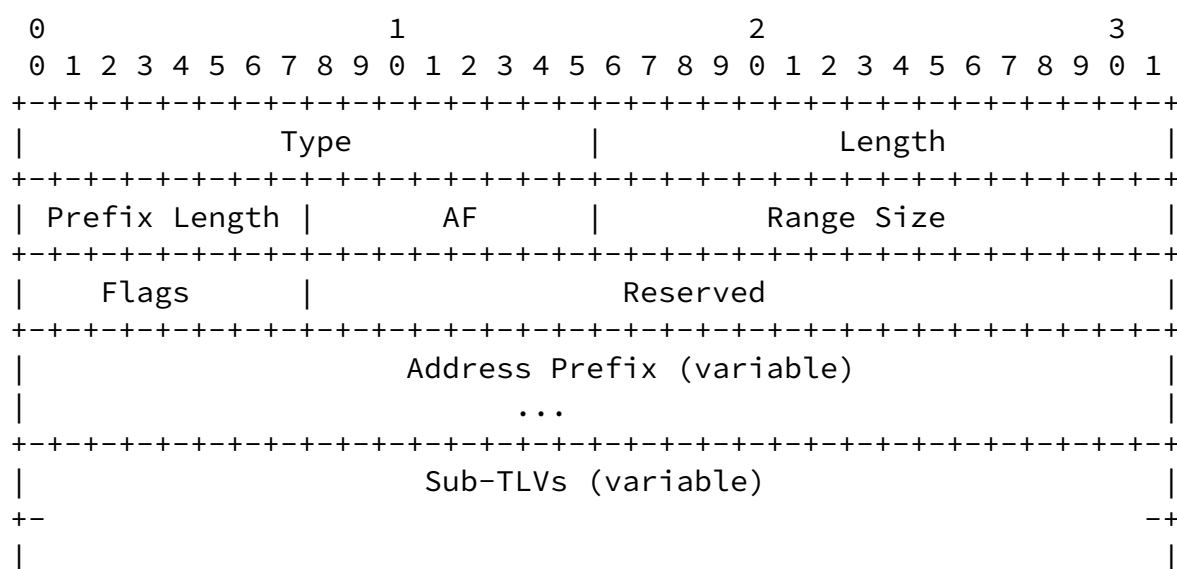 0                   1                   2                   3
 0 1 2 3 4 5 6 7 8 9 0 1 2 3 4 5 6 7 8 9 0 1 2 3 4 5 6 7 8 9 0 1
+-+-+-+-+-+-+-+-+-+-+-+-+-+-+-+-+-+-+-+-+-+-+-+-+-+-+-+-+-+-+-+-+
|              Type             |             Length            |
+-+-+-+-+-+-+-+-+-+-+-+-+-+-+-+-+-+-+-+-+-+-+-+-+-+-+-+-+-+-+-+-+
| Prefix Length |       AF      |         Range Size            |
+-+-+-+-+-+-+-+-+-+-+-+-+-+-+-+-+-+-+-+-+-+-+-+-+-+-+-+-+-+-+-+-+
|    Flags      |                 Reserved                      |
+-+-+-+-+-+-+-+-+-+-+-+-+-+-+-+-+-+-+-+-+-+-+-+-+-+-+-+-+-+-+-+-+
|                     Address Prefix (variable)                 |
|                           ...                                 |
+-+-+-+-+-+-+-+-+-+-+-+-+-+-+-+-+-+-+-+-+-+-+-+-+-+-+-+-+-+-+-+-+
|                      Sub-TLVs (variable)                      |
+-                                                             -+
|                                                               |